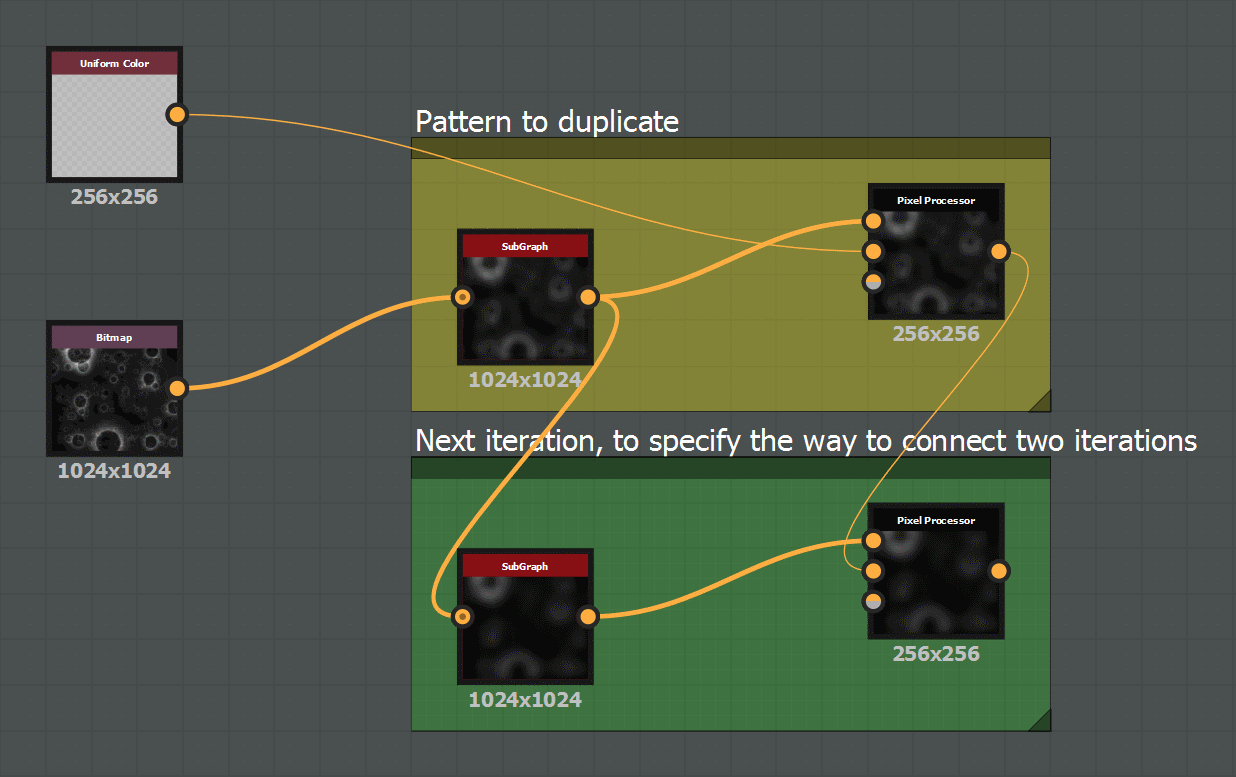 Uniform Color
256x256
Pattern to duplicate
Pixel Processor
256x256
SubGraph
1024x1024
Bitmap
1024x1024
Next iteration, to specify the way to connect two iterations
Pixel Processor
256x256
SubGraph
1024x1024